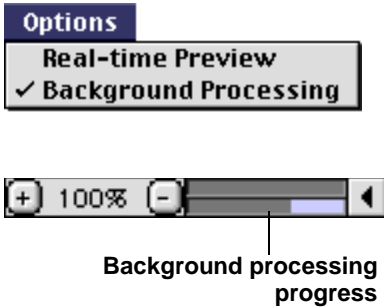 Options
Real-time Preview
✓ Background Processing
+ 100% -
Background processing
progress